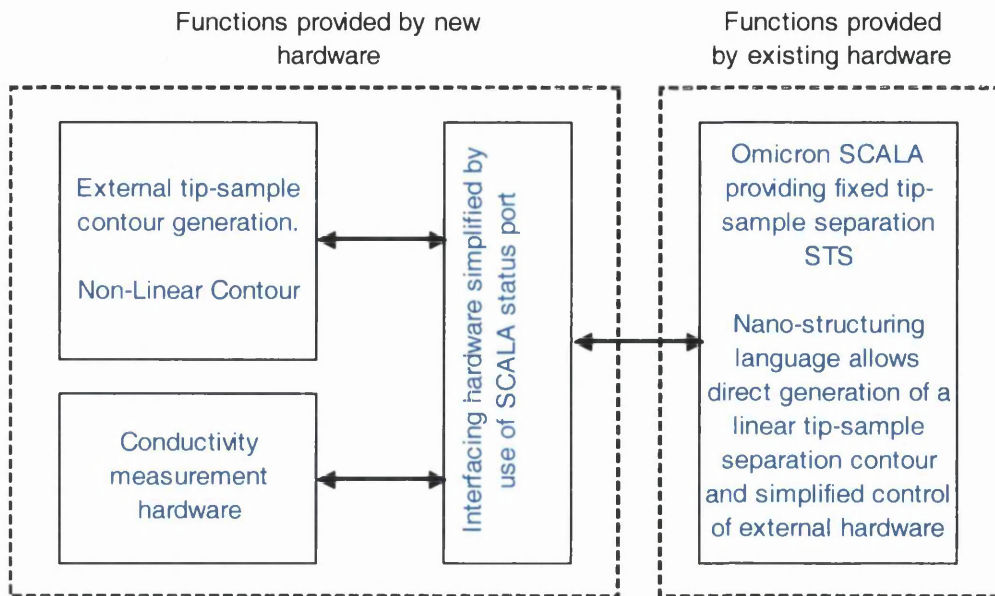 Functions provided by new
hardware
Functions provided
by existing hardware
External tip-sample
contour generation.
Non-Linear Contour
Conductivity
measurement
hardware
Interfacing hardware simplified by
use of SCALA status port
Omicron SCALA
providing fixed tip-
sample separation
STS
Nano-structuring
language allows
direct generation of a
linear tip-sample
separation contour
and simplified control
of external hardware